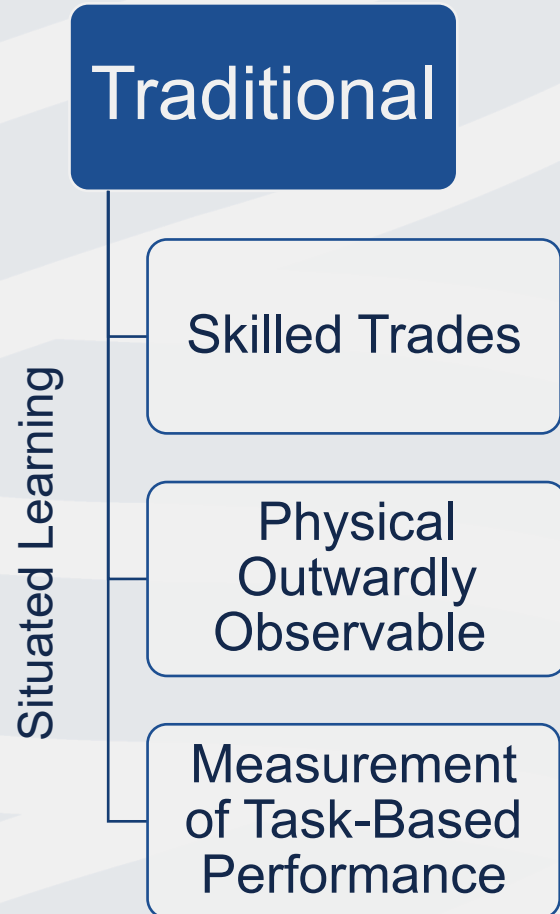 Traditional
Situated Learning
Skilled Trades
Physical
Outwardly
Observable
Measurement
of Task-Based
Performance